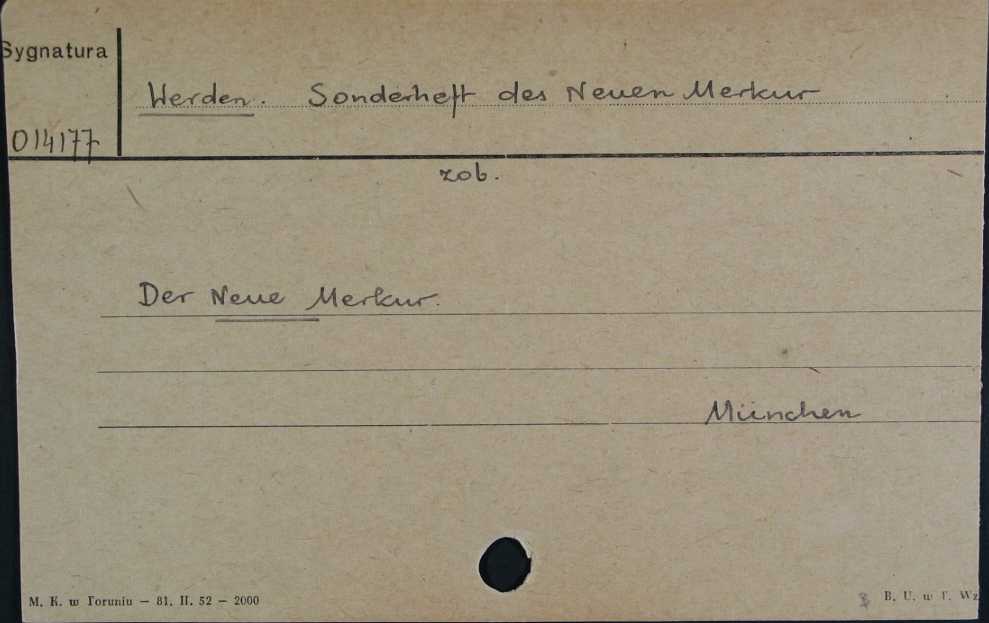 Sygnatura
Werden. Sonderheft des Neuen Merkur
014177
zob.
Der Neue Merkur.
München
M. K. w Toruniu — 81. II. 52 — 2000
B. U. w T. Wz